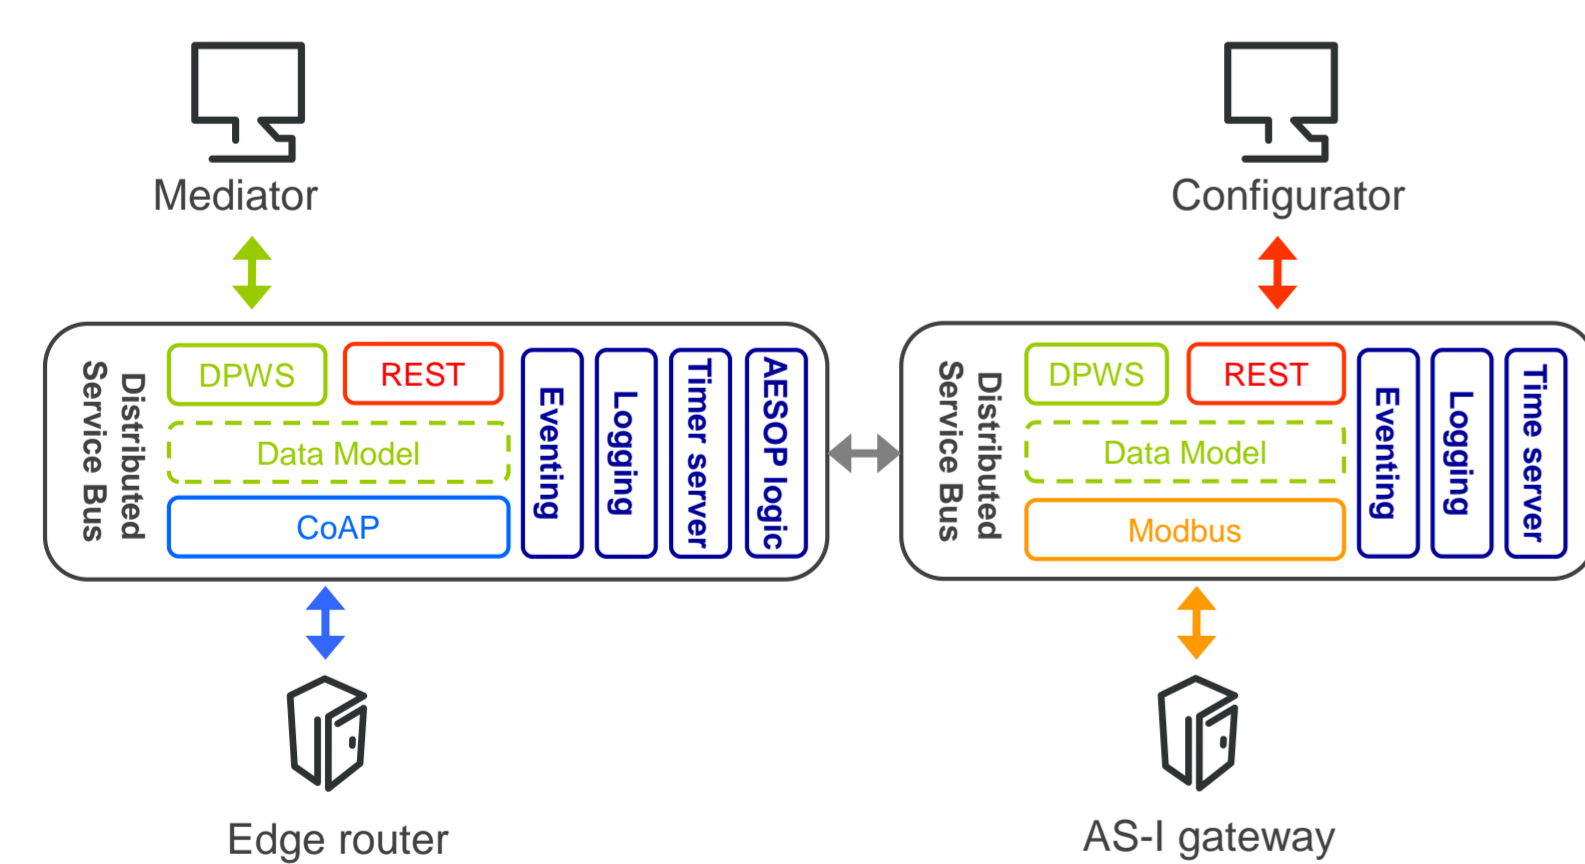 Mediator
Configurator
Distributed
Service Bus
DPWS
REST
Data Model
CoAP
Eventing
Logging
Timer server
AESOP logic
Distributed
Service Bus
DPWS
REST
Data Model
Modbus
Eventing
Logging
Time server
Edge router
AS-I gateway